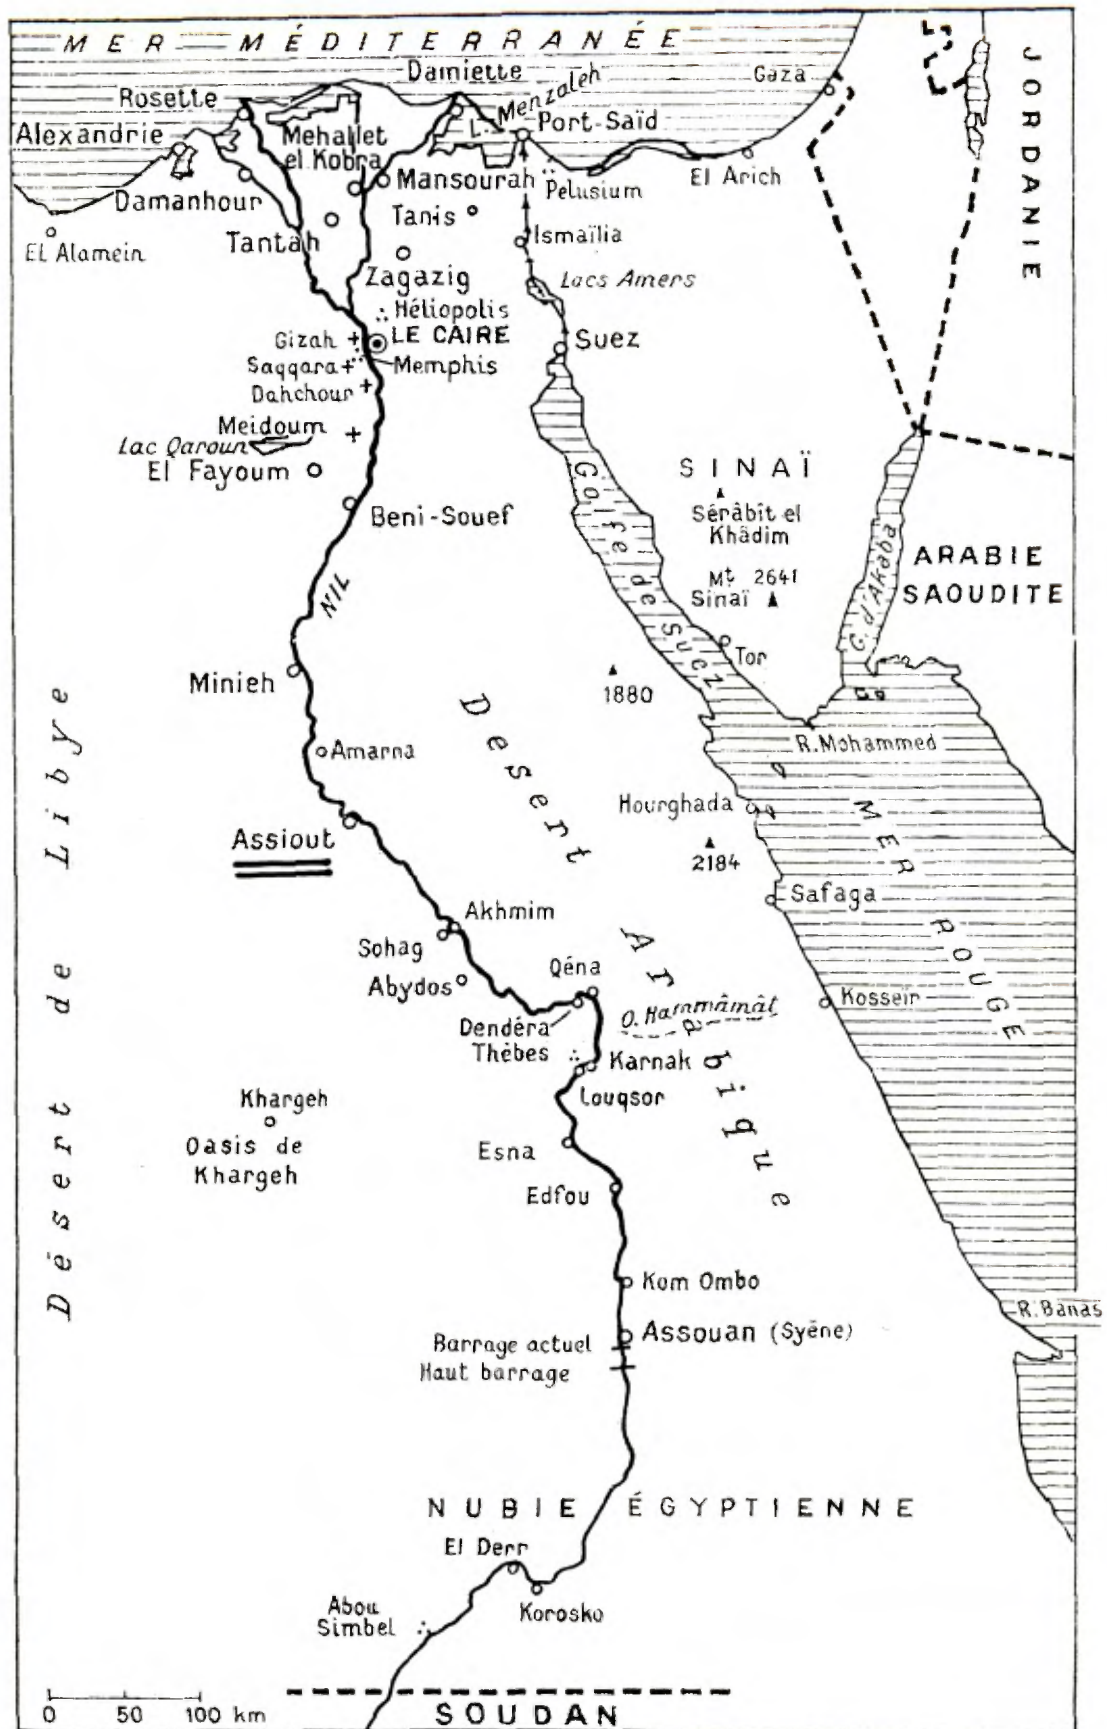 MER MÉDITERRANÉE
JORDANIE
Damiette
Gaza
Rosette
L. Menzaleh
Alexandrie
Port-Saïd
Mehallet
el Kobra
Mansourah
El Arich
Pelusium
Damanhour
Tanis
Tantah
Ismaïlia
El Alamein
Zagazig
Lacs Amers
Héliopolis
Gizah
LE CAIRE
Suez
Saqqara
Memphis
Dahchour
Meidoum
Lac Qaroun
El Fayoum
SINAÏ
Golfe de Suez
Sérâbît el
Khâdim
Beni-Souef
G. d'Akaba
ARABIE
SAOUDITE
Mt 2641
Sinaï
NIL
Tor
Minieh
1880
R. Mohammed
Désert Arabique
Amarna
Hourghada
MER ROUGE
Assiout
2184
Safaga
Akhmim
Sohag
Qéna
Abydos
Kosseïr
O. Hammâmât
Dendéra
Thèbes
Karnak
Louqsor
Khargeh
Oasis de
Khargeh
Désert de Libye
Esna
Edfou
Kom Ombo
R. Banas
Assouan (Syène)
Barrage actuel
Haut barrage
NUBIE ÉGYPTIENNE
El Derr
Korosko
Abou
Simbel
0 50 100 km
SOUDAN